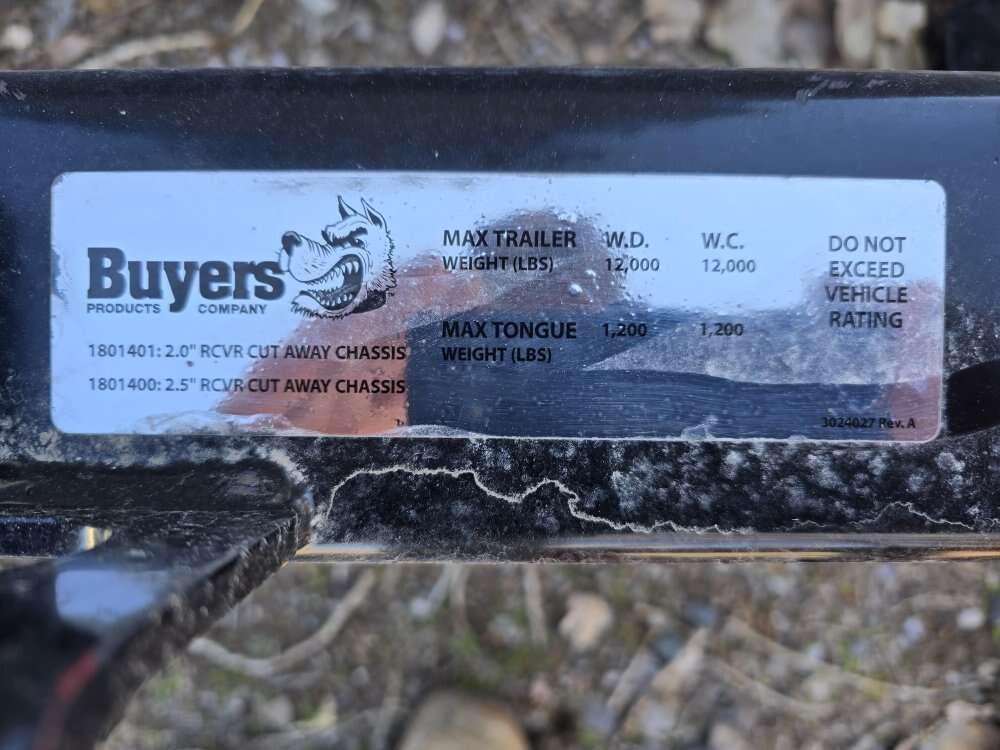 Buyers
PRODUCTS COMPANY
1801401: 2.0" RCVR CUT AWAY CHASSIS
1801400: 2.5" RCVR CUT AWAY CHASSIS
MAX TRAILER W.D. W.C.
WEIGHT (LBS) 12,000 12,000
MAX TONGUE 1,200 1,200
WEIGHT (LBS)
DO NOT
EXCEED
VEHICLE
RATING
3024027 Rev. A